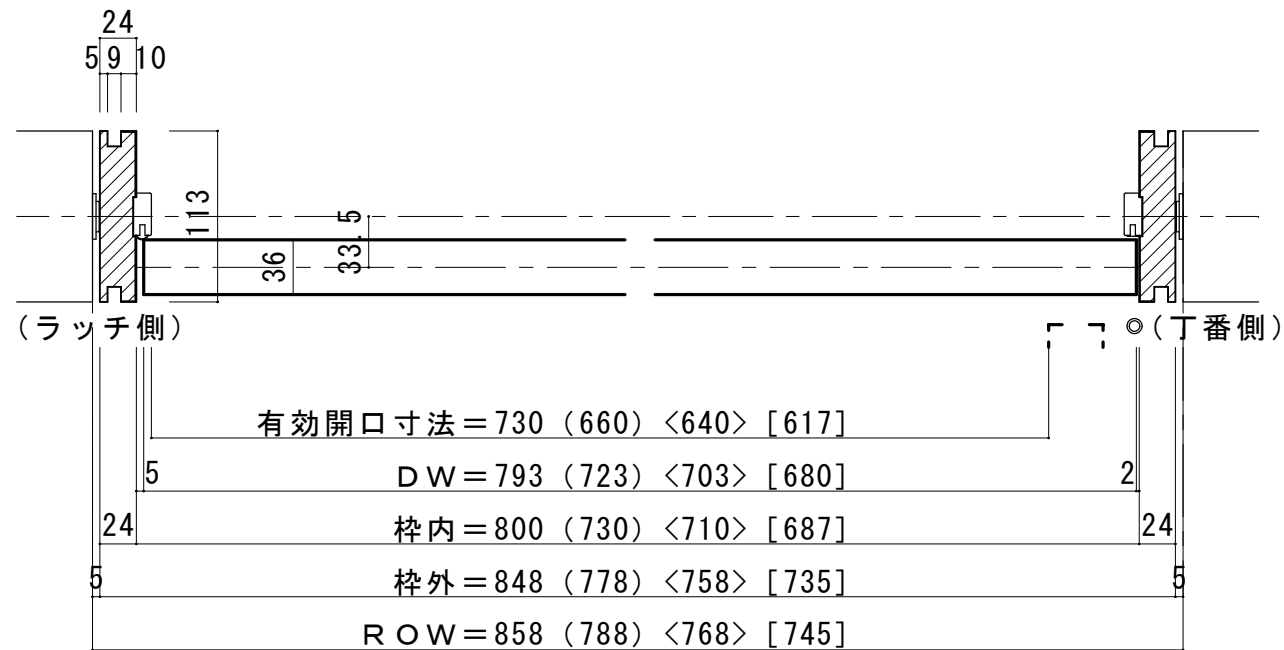 24
5 9 10
113
33.5
36
(ラッチ側)
◎(丁番側)
有効開口寸法=730 (660) <640> [617]
5 DW=793 (723) <703> [680] 2
24 枠内=800 (730) <710> [687] 24
5 枠外=848 (778) <758> [735] 5
ROW=858 (788) <768> [745]